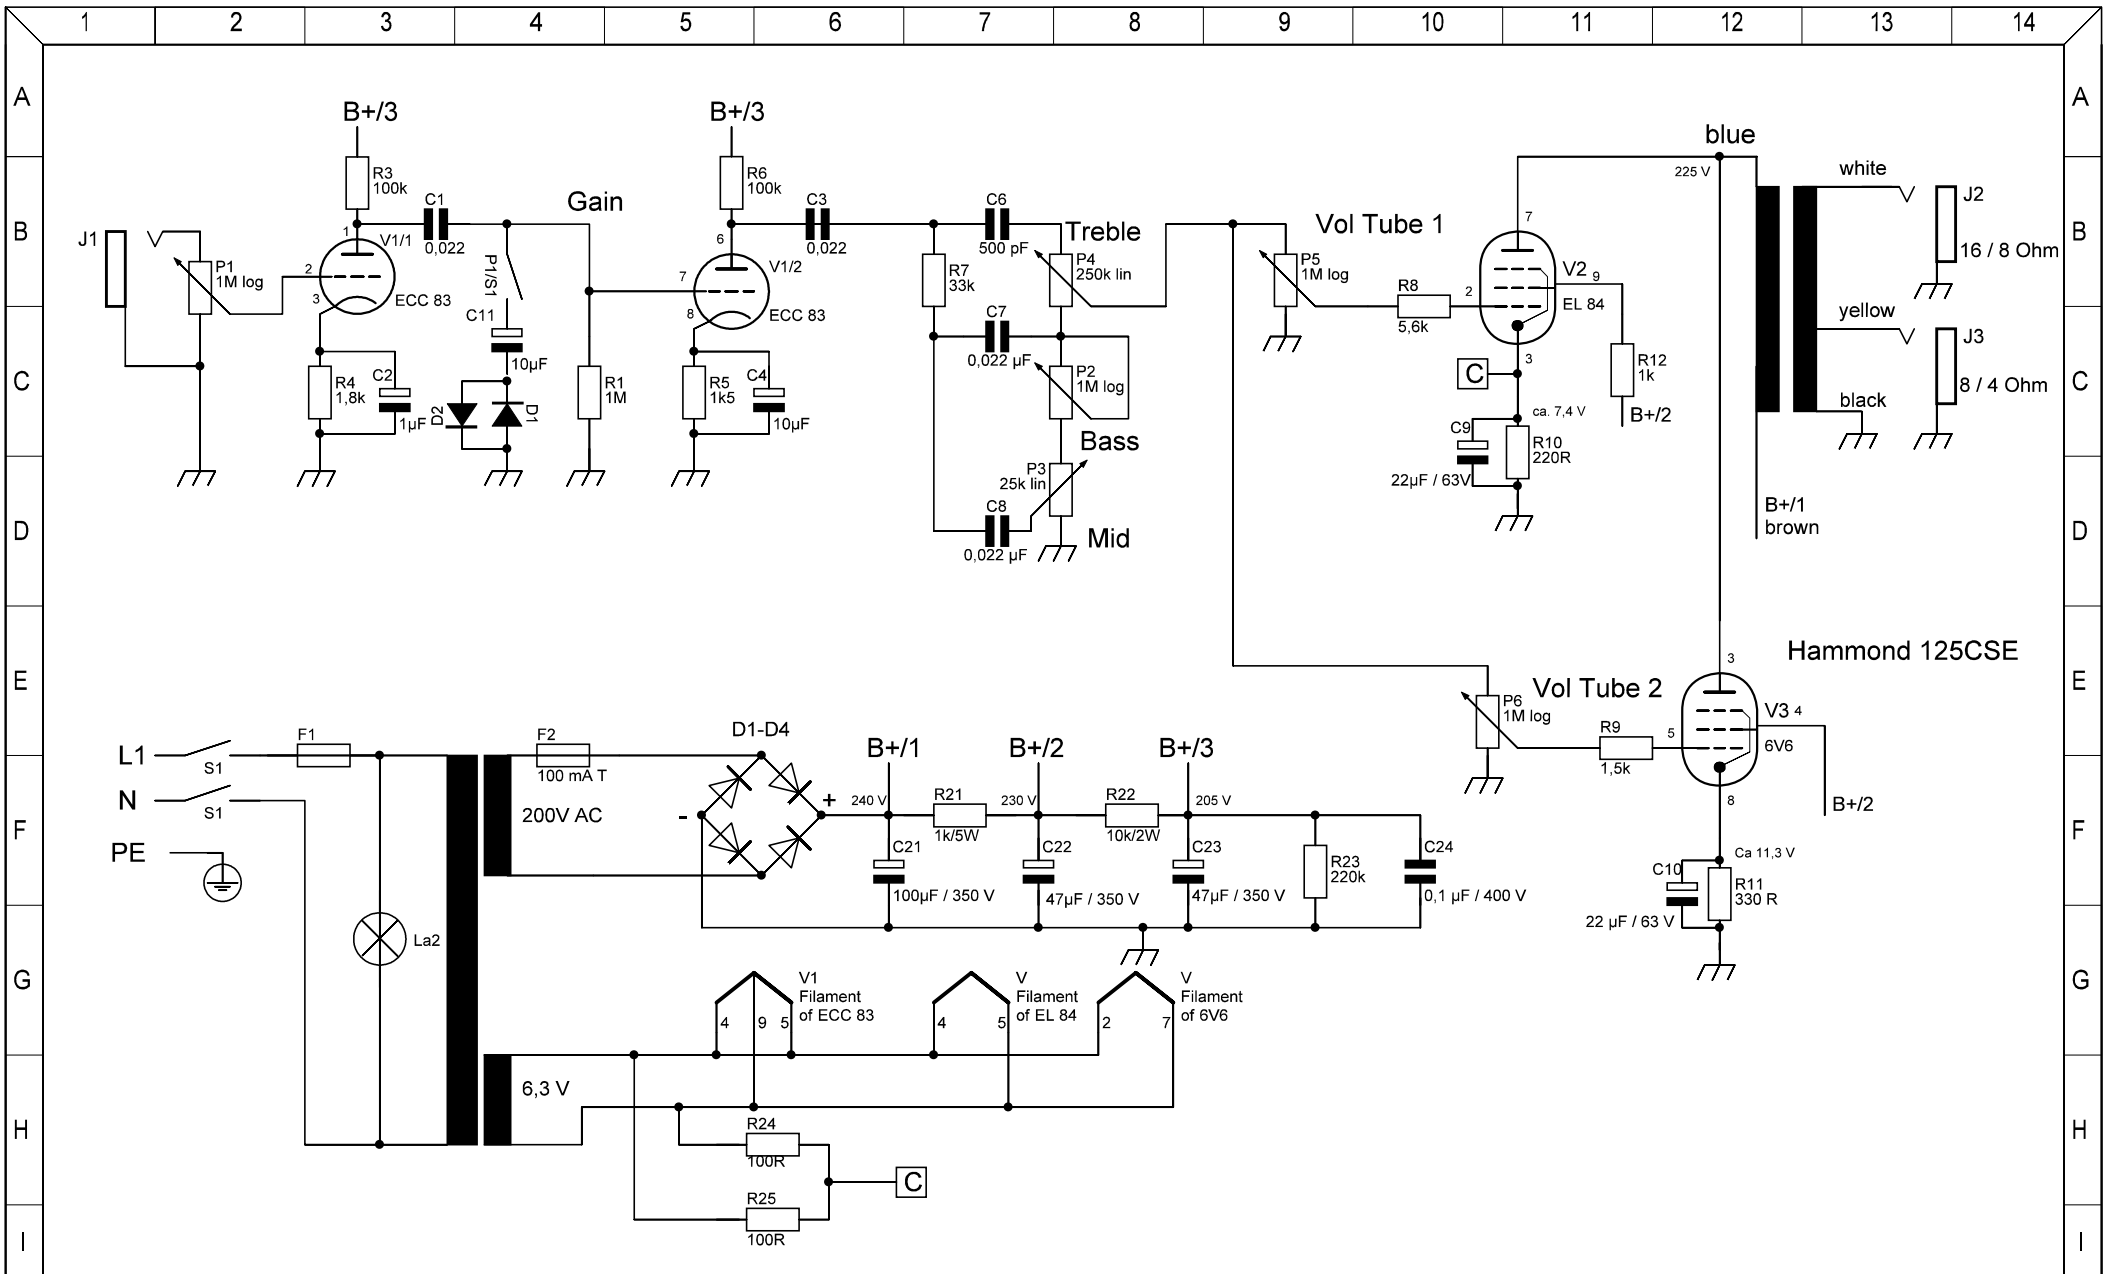 1 2 3 4 5 6 7 8 9 10 11 12 13 14
A
A
B+/3
B+/3
blue
R3
100k
R6
100k
225 V
white
C1
0,022
Gain
C3
0,022
C6
500 pF
Treble
Vol Tube 1
7
J2
16 / 8 Ohm
B
B
J1
P1
1M log
2
1
V1/1
3
ECC 83
P1/S1
C11
10µF
7
6
V1/2
8
ECC 83
R7
33k
P4
250k lin
P5
1M log
R8
5,6k
2
V2
9
EL 84
3
yellow
J3
8 / 4 Ohm
C
C
R4
1,8k
C2
1µF
D2
D1
R1
1M
R5
1k5
C4
10µF
C7
0,022 µF
P2
1M log
Bass
C
ca. 7,4 V
C9
22µF / 63V
R10
220R
R12
1k
B+/2
black
D
D
P3
25k lin
C8
0,022 µF
Mid
B+/1
brown
E
E
3
Hammond 125CSE
Vol Tube 2
P6
1M log
R9
1,5k
5
V3
4
6V6
8
B+/2
L1
S1
F1
F2
100 mA T
D1-D4
B+/1
B+/2
B+/3
N
S1
200V AC
-
+
240 V
R21
1k/5W
230 V
R22
10k/2W
205 V
F
F
PE
C21
100µF / 350 V
C22
47µF / 350 V
C23
47µF / 350 V
R23
220k
C24
0,1 µF / 400 V
Ca 11,3 V
C10
22 µF / 63 V
R11
330 R
La2
G
G
V1
Filament
of ECC 83
4
9
5
V
Filament
of EL 84
4
5
V
Filament
of 6V6
2
7
6,3 V
H
H
R24
100R
C
R25
100R
I
I